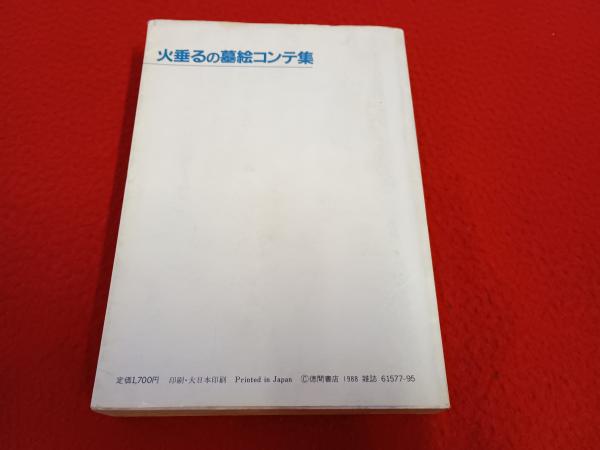 火垂るの墓絵コンテ集
定価1,700円 印刷・大日本印刷 Printed in Japan Ⓒ徳間書店 1988 雑誌 61577-95